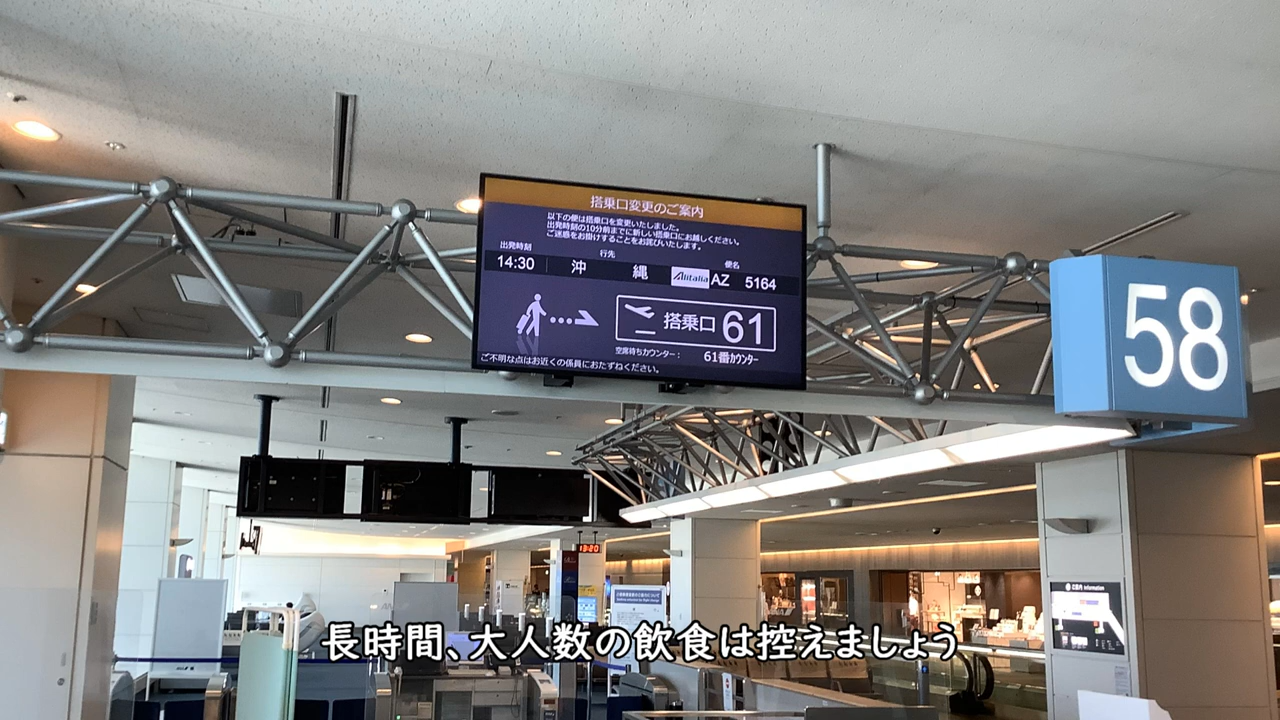 搭乗口変更のご案内
以下の便は搭乗口を変更いたしました。
出発時刻の10分前までに新しい搭乗口にお越しください。
ご迷惑をお掛けすることをお詫びいたします。
出発時刻 行先 便名
14:30 沖 縄 Alitalia AZ 5164
搭乗口 61
空席待ちカウンター： 61番カウンター
ご不明な点はお近くの係員におたずねください。
58
13:20
ご案内 Information
長時間、大人数の飲食は控えましょう